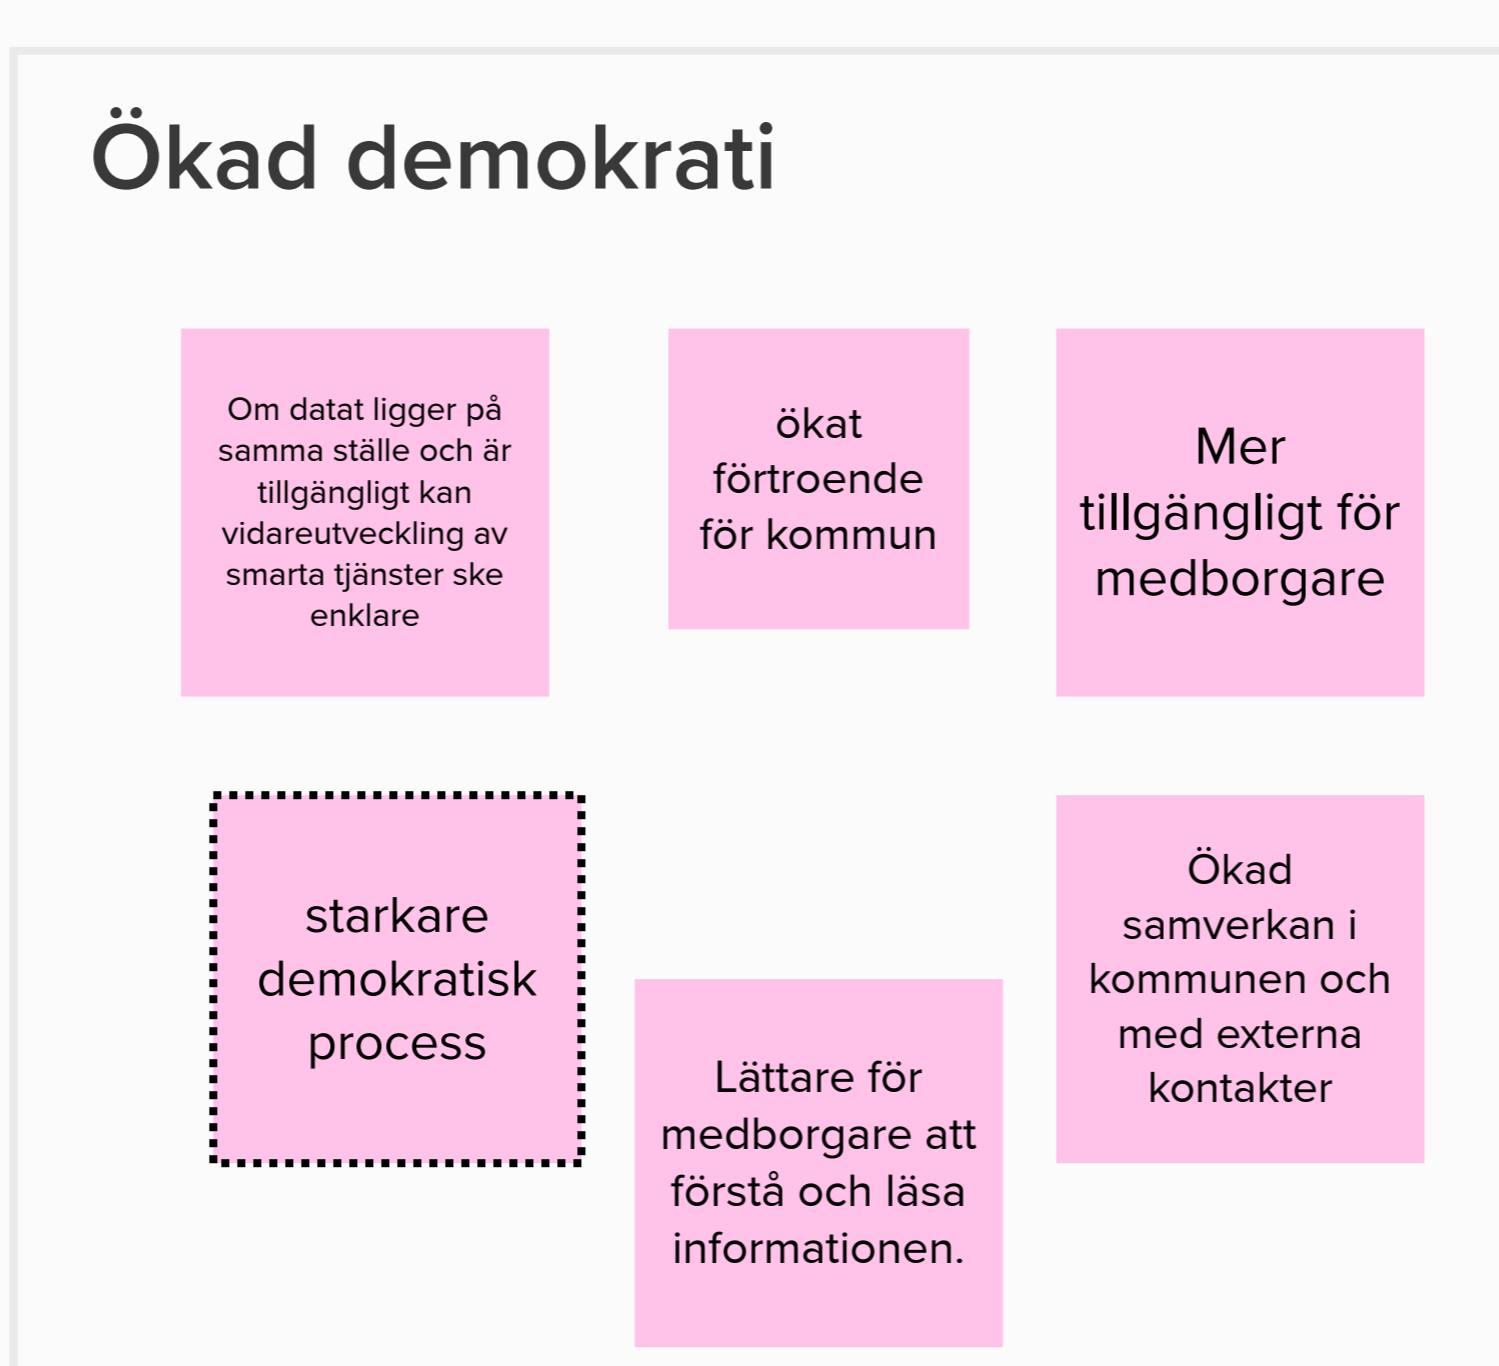 Ökad demokrati
Om datat ligger på
samma ställe och är
tillgängligt kan
vidareutveckling av
smarta tjänster ske
enklare
ökat
förtroende
för kommun
Mer
tillgängligt för
medborgare
starkare
demokratisk
process
Lättare för
medborgare att
förstå och läsa
informationen.
Ökad
samverkan i
kommunen och
med externa
kontakter